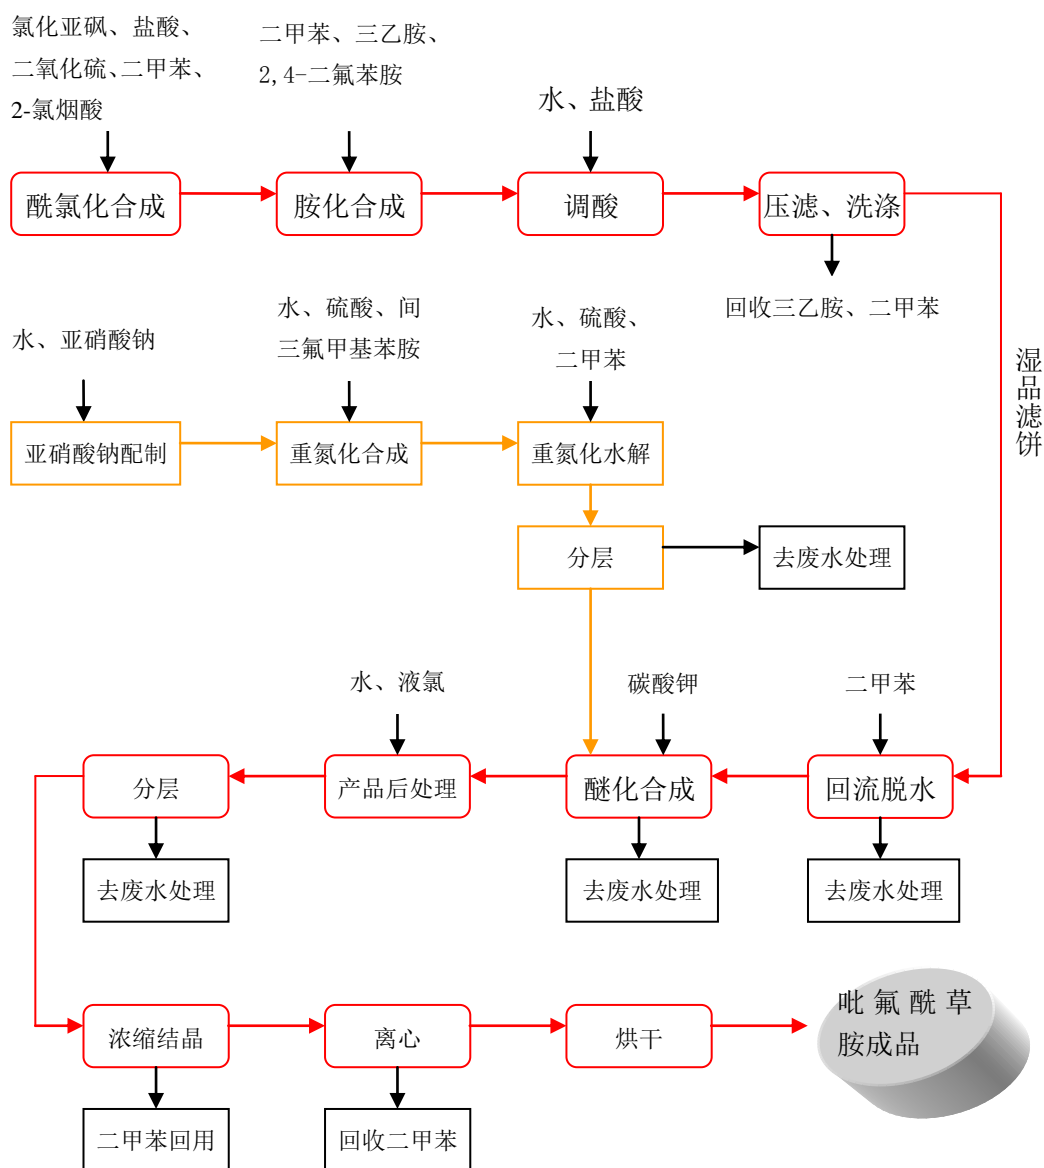 氯化亚砜、盐酸、
二氧化硫、二甲苯、
2-氯烟酸
二甲苯、三乙胺、
2,4-二氟苯胺
水、盐酸
酰氯化合成
胺化合成
调酸
压滤、洗涤
回收三乙胺、二甲苯
湿品滤饼
水、亚硝酸钠
水、硫酸、间
三氟甲基苯胺
水、硫酸、
二甲苯
亚硝酸钠配制
重氮化合成
重氮化水解
分层
去废水处理
水、液氯
碳酸钾
二甲苯
分层
产品后处理
醚化合成
回流脱水
去废水处理
去废水处理
去废水处理
浓缩结晶
离心
烘干
吡氟酰草
胺成品
二甲苯回用
回收二甲苯